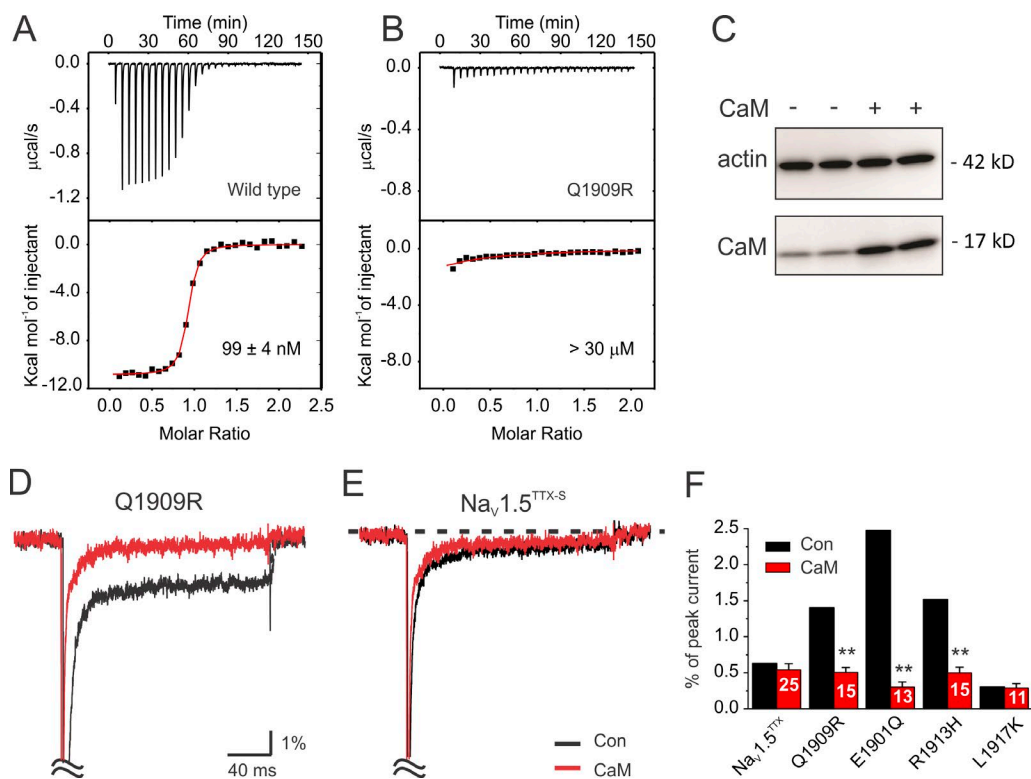 A
Time (min)
0 30 60 90 120 150
0.0
-0.4
-0.8
-1.2
µcal/s
Wild type
0.0
-4.0
-8.0
-12.0
Kcal mol⁻¹of injectant
99 ± 4 nM
0.0 0.5 1.0 1.5 2.0 2.5
Molar Ratio
B
Time (min)
0 30 60 90 120 150
0.0
-0.4
-0.8
µcal/s
Q1909R
0.0
-4.0
-8.0
Kcal mol⁻¹of injectant
> 30 µM
0.0 0.5 1.0 1.5 2.0
Molar Ratio
C
CaM - - + +
actin - 42 kD
CaM - 17 kD
D
Q1909R
1%
40 ms
E
Naᵥ1.5ᵀᵀˣ⁻ˢ
Con
CaM
F
Con
CaM
% of peak current
2.5
2.0
1.5
1.0
0.5
0.0
** ** **
25 15 13 15 11
Naᵥ1.5ᵀᵀˣ
Q1909R
E1901Q
R1913H
L1917K